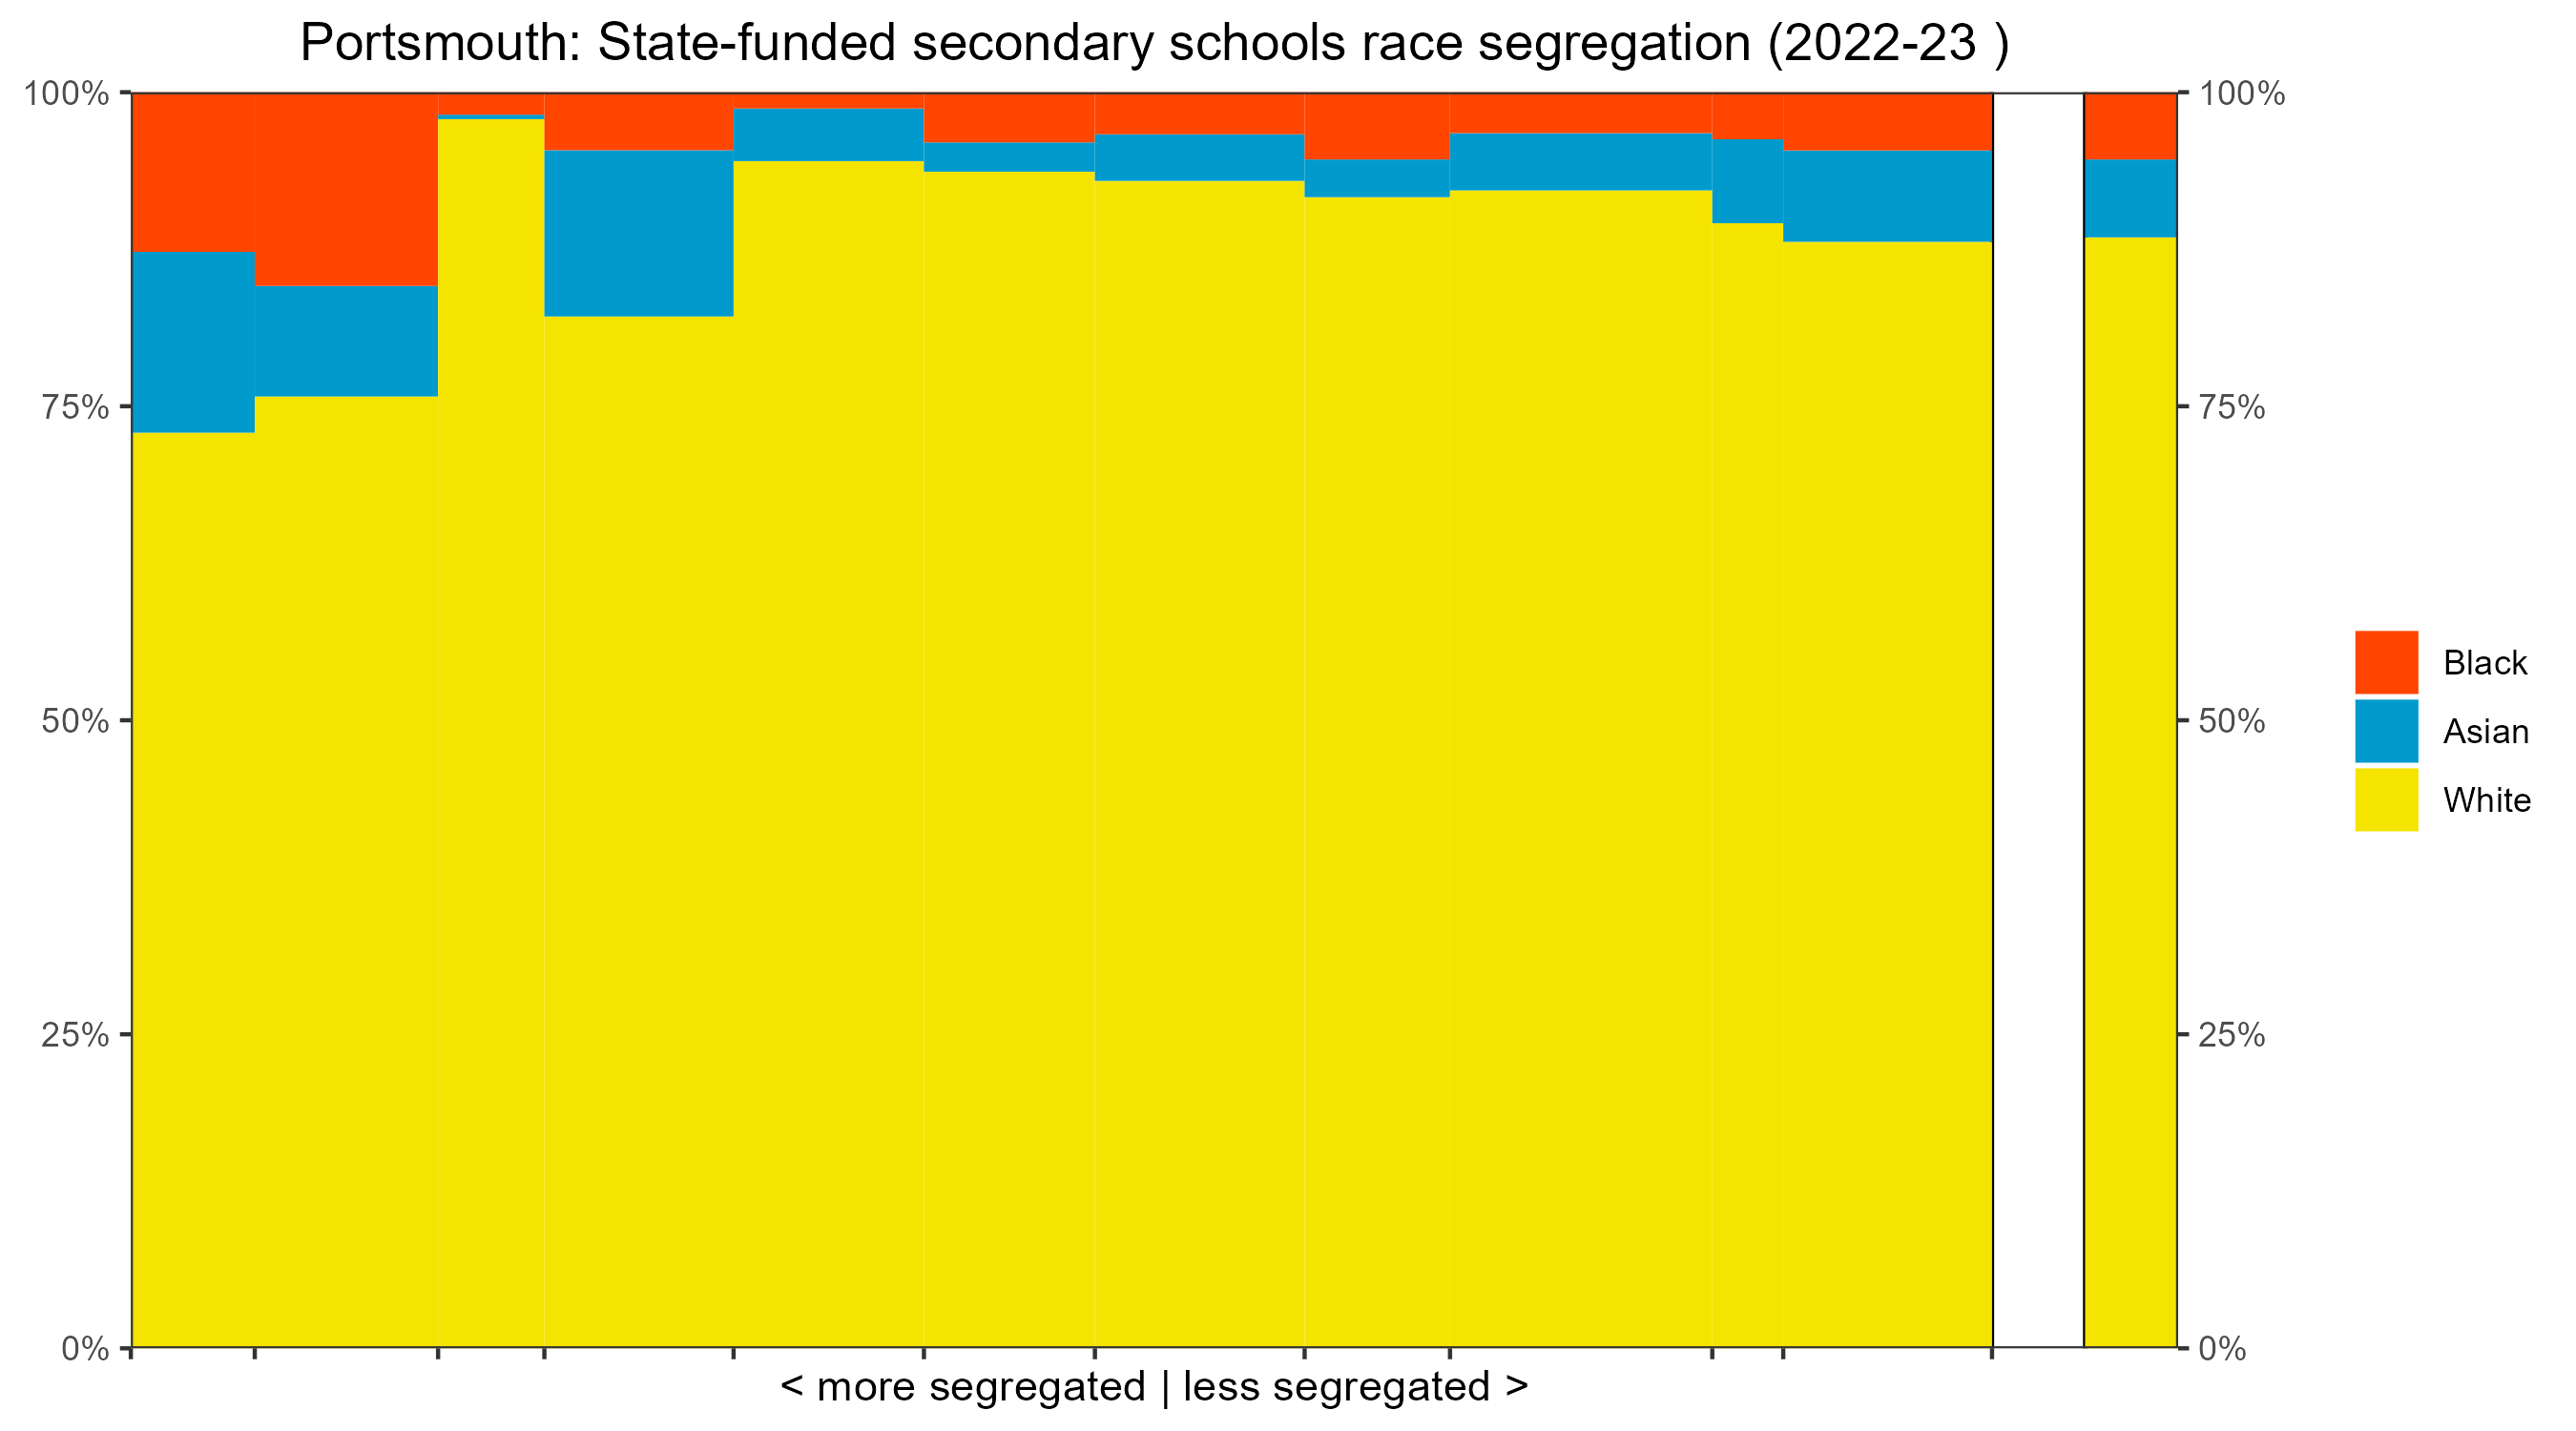 Portsmouth: State-funded secondary schools race segregation (2022-23 )
100%
75%
50%
25%
0%
100%
75%
50%
25%
0%
Black
Asian
White
< more segregated | less segregated >